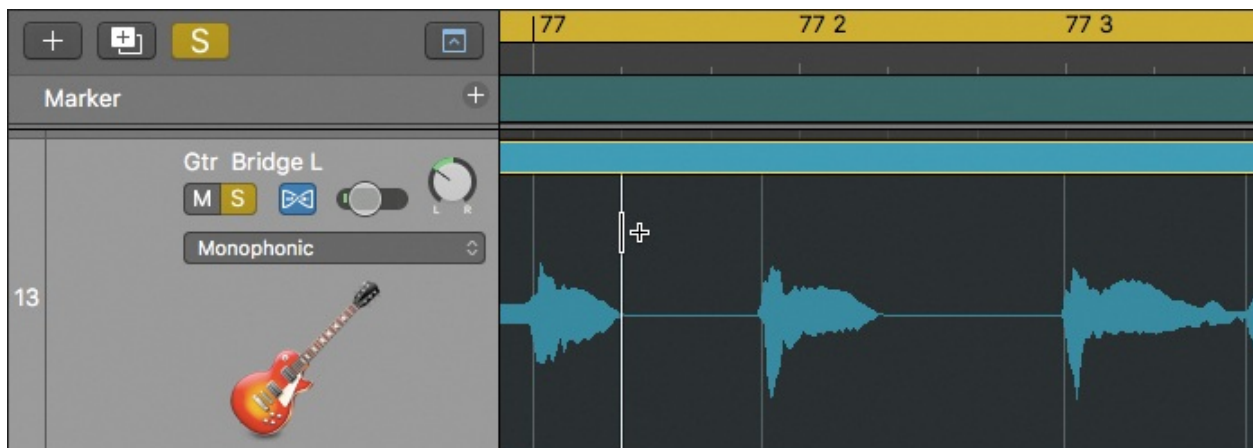 S
77
77 2
77 3
Marker
Gtr Bridge L
M S
L R
Monophonic
13